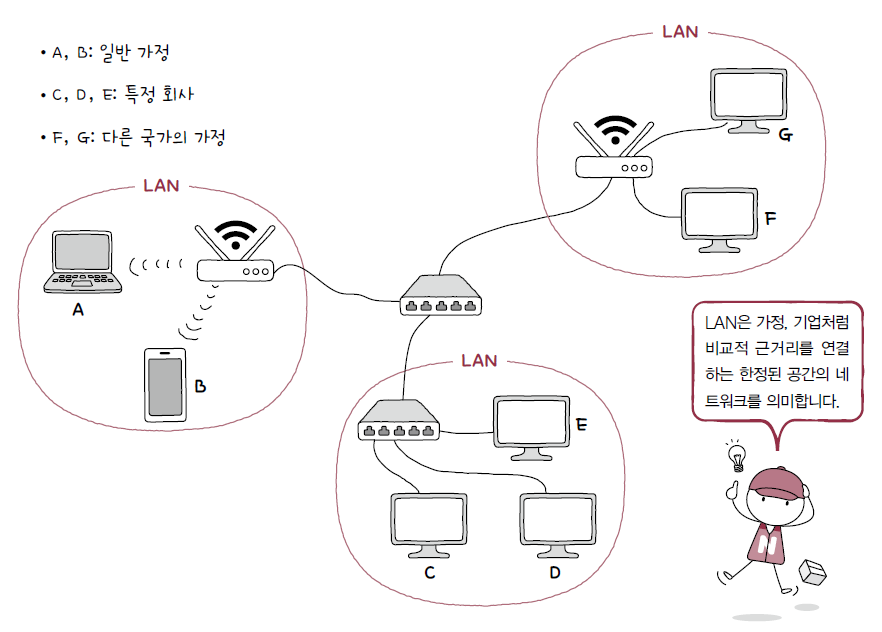 • A, B: 일반 가정
• C, D, E: 특정 회사
• F, G: 다른 국가의 가정
LAN
G
F
LAN
A
B
LAN
E
C
D
LAN은 가정, 기업처럼
비교적 근거리를 연결
하는 한정된 공간의 네
트워크를 의미합니다.
N